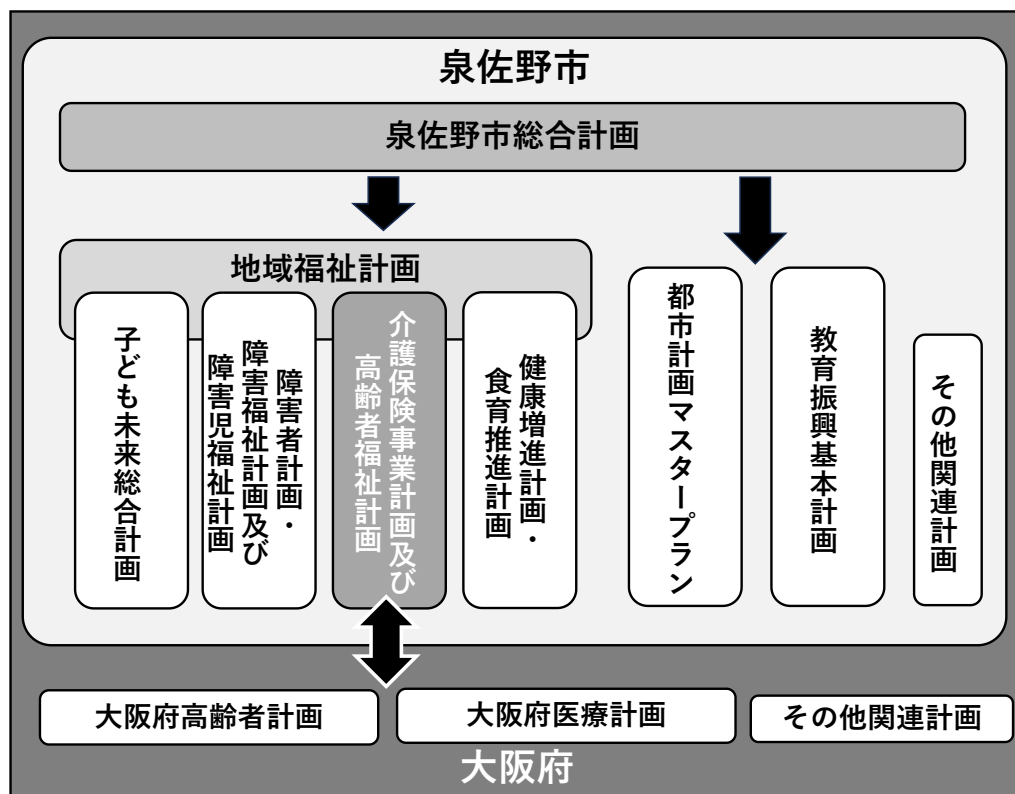 泉佐野市
泉佐野市総合計画
地域福祉計画
子ども未来総合計画
障害者計画・
障害福祉計画及び
障害児福祉計画
介護保険事業計画及び
高齢者福祉計画
健康増進計画・
食育推進計画
都市計画マスタープラン
教育振興基本計画
その他関連計画
大阪府高齢者計画
大阪府医療計画
その他関連計画
大阪府